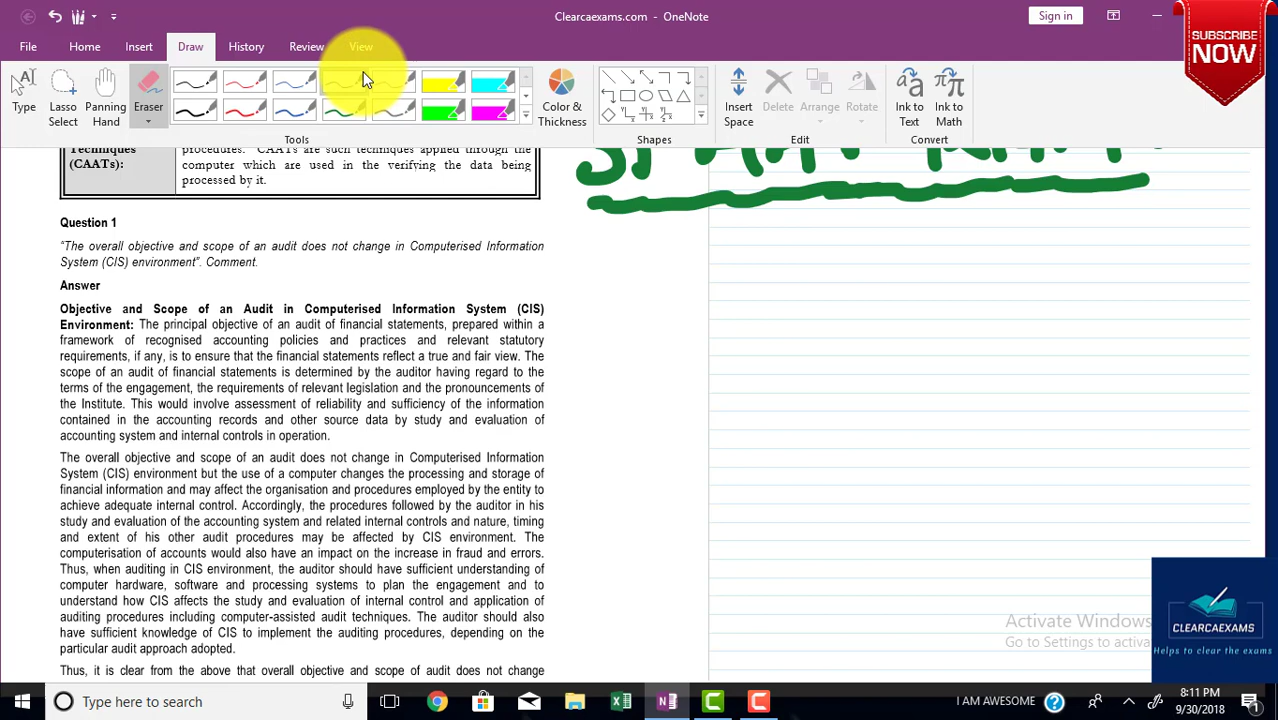 Clearcaexams.com - OneNote
Sign in
SUBSCRIBE
NOW
File Home Insert Draw History Review View
Type
Lasso Select
Panning Hand
Eraser
Color & Thickness
Insert Space
Delete
Arrange
Rotate
Ink to Text
Ink to Math
Tools
Shapes
Edit
Convert
Techniques
(CAATs):
procedures. CAATs are such techniques applied through the
computer which are used in the verifying the data being
processed by it.
Question 1
"The overall objective and scope of an audit does not change in Computerised Information
System (CIS) environment". Comment.
Answer
Objective and Scope of an Audit in Computerised Information System (CIS)
Environment: The principal objective of an audit of financial statements, prepared within a
framework of recognised accounting policies and practices and relevant statutory
requirements, if any, is to ensure that the financial statements reflect a true and fair view. The
scope of an audit of financial statements is determined by the auditor having regard to the
terms of the engagement, the requirements of relevant legislation and the pronouncements of
the Institute. This would involve assessment of reliability and sufficiency of the information
contained in the accounting records and other source data by study and evaluation of
accounting system and internal controls in operation.
The overall objective and scope of an audit does not change in Computerised Information
System (CIS) environment but the use of a computer changes the processing and storage of
financial information and may affect the organisation and procedures employed by the entity to
achieve adequate internal control. Accordingly, the procedures followed by the auditor in his
study and evaluation of the accounting system and related internal controls and nature, timing
and extent of his other audit procedures may be affected by CIS environment. The
computerisation of accounts would also have an impact on the increase in fraud and errors.
Thus, when auditing in CIS environment, the auditor should have sufficient understanding of
computer hardware, software and processing systems to plan the engagement and to
understand how CIS affects the study and evaluation of internal control and application of
auditing procedures including computer-assisted audit techniques. The auditor should also
have sufficient knowledge of CIS to implement the auditing procedures, depending on the
particular audit approach adopted.
Thus, it is clear from the above that overall objective and scope of audit does not change
Activate Windows
Go to Settings to activa
CLEARCAEXAMS
Helps to clear the exams
Type here to search
I AM AWESOME
8:11 PM
9/30/2018
1